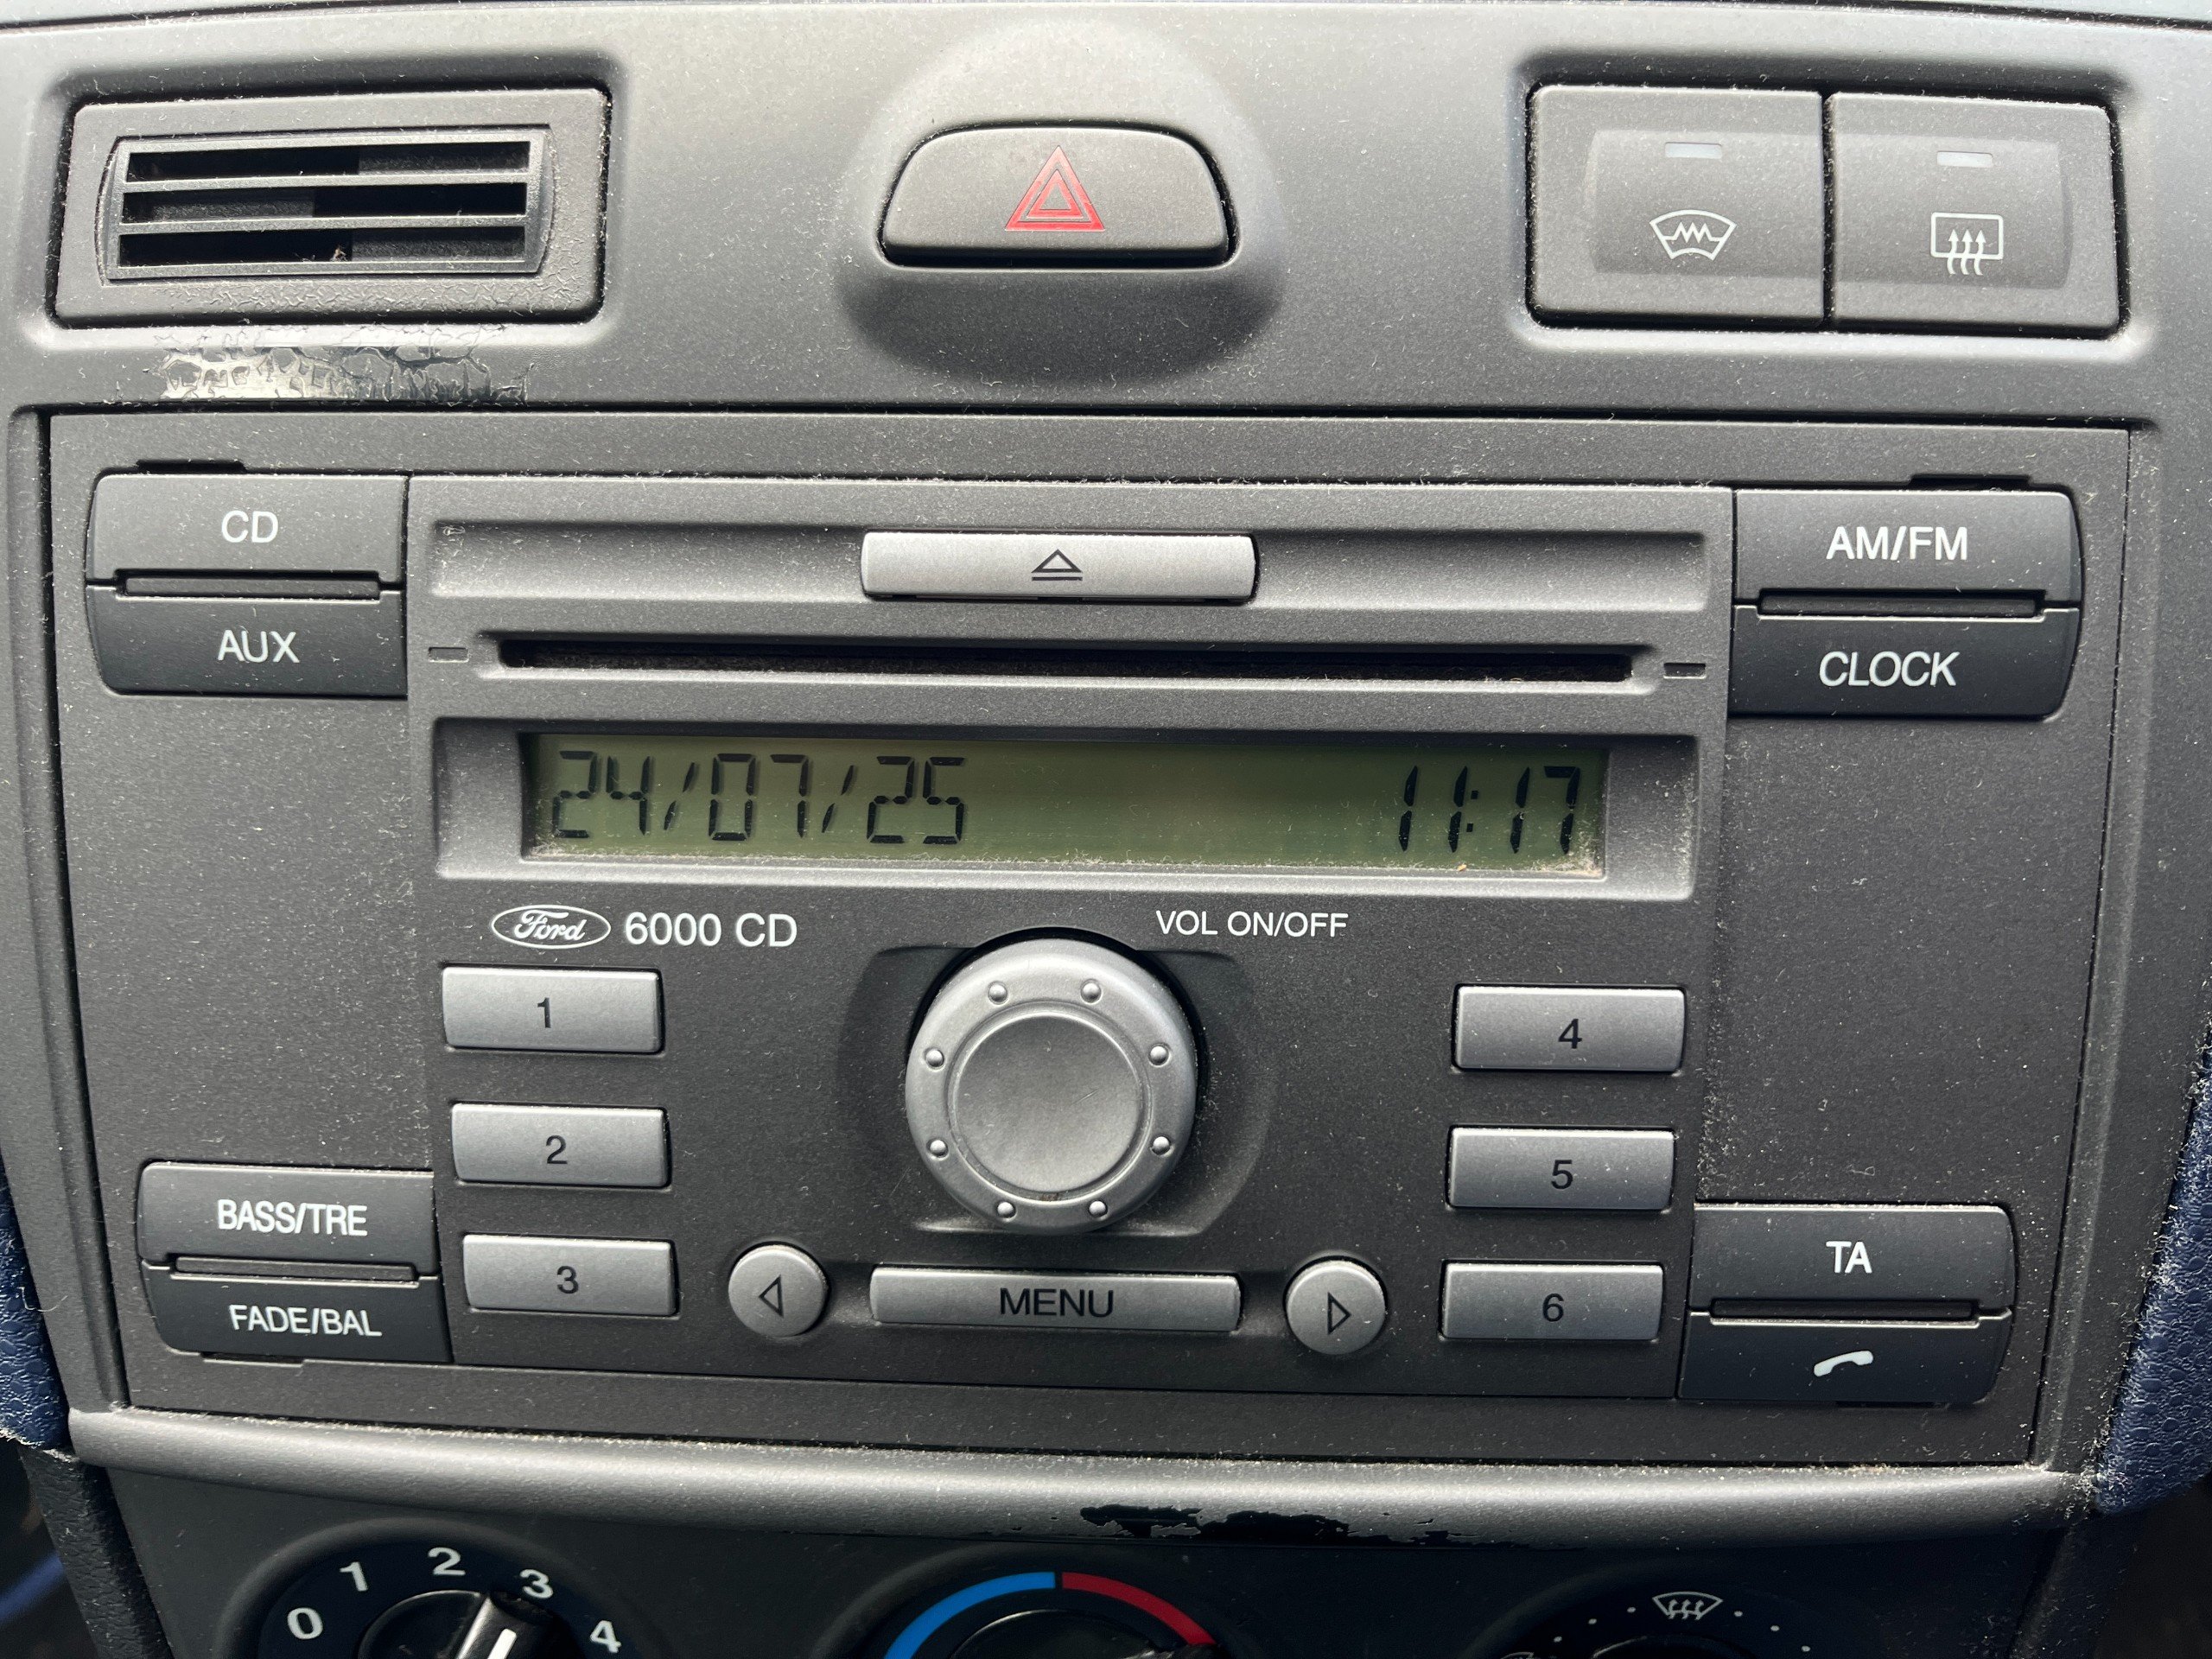 CD
AM/FM
AUX
CLOCK
24/07/25 11:17
Ford 6000 CD
VOL ON/OFF
1
4
2
5
BASS/TRE
TA
3
MENU
6
FADE/BAL
0 1 2 3 4